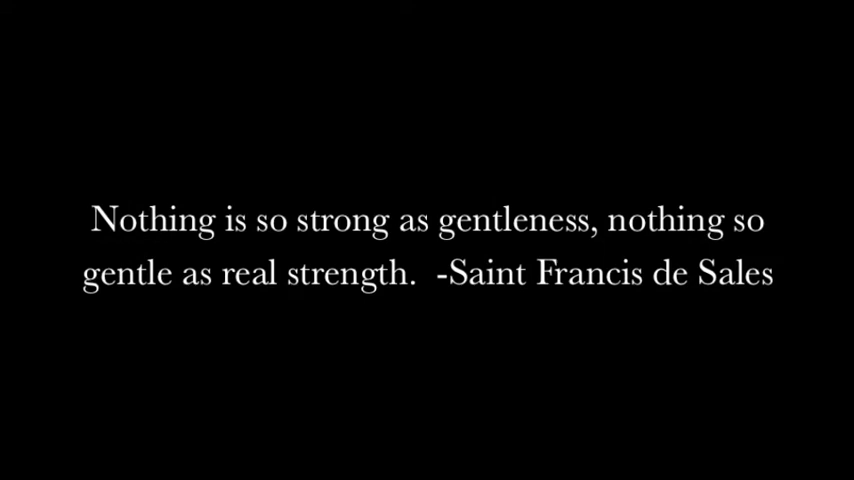 Nothing is so strong as gentleness, nothing so
gentle as real strength.  -Saint Francis de Sales